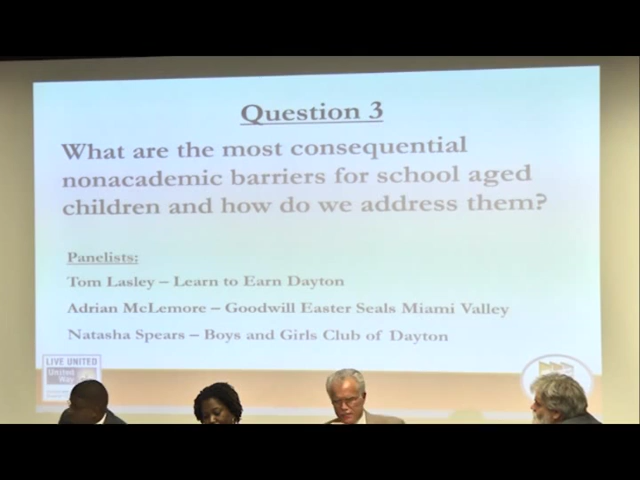 Question 3
What are the most consequential
nonacademic barriers for school aged
children and how do we address them?
Panelists:
Tom Lasley – Learn to Earn Dayton
Adrian McLemore – Goodwill Easter Seals Miami Valley
Natasha Spears – Boys and Girls Club of Dayton
LIVE UNITED
United
Way